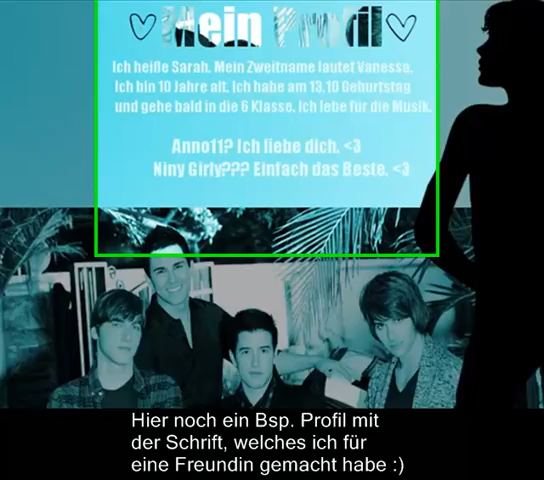 Mein Profil
Ich heiße Sarah. Mein Zweitname lautet Vanessa.
Ich bin 10 Jahre alt. Ich habe am 13.10 Geburtstag
und gehe bald in die 6 Klasse. Ich lebe für die Musik.
Anno11? Ich liebe dich. <3
Niny Girly??? Einfach das Beste. <3
Hier noch ein Bsp. Profil mit
der Schrift, welches ich für
eine Freundin gemacht habe :)